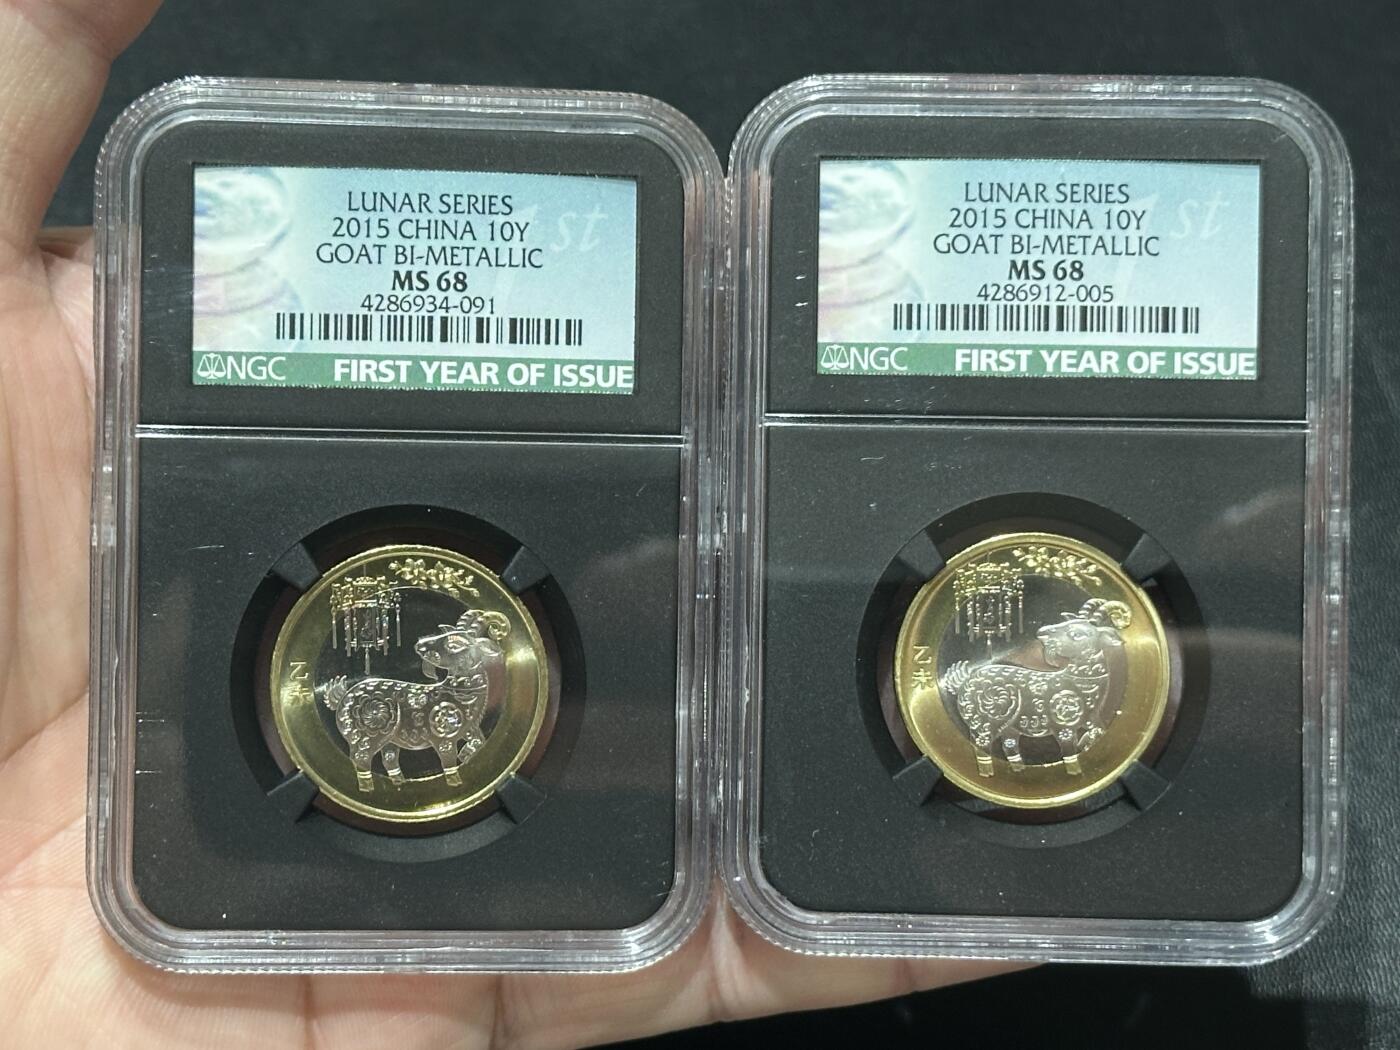 LUNAR SERIES
2015 CHINA 10Y
GOAT BI-METALLIC
MS 68
4286934-091
NGC FIRST YEAR OF ISSUE
1st
乙未
LUNAR SERIES
2015 CHINA 10Y
GOAT BI-METALLIC
MS 68
4286912-005
NGC FIRST YEAR OF ISSUE
1st
乙未